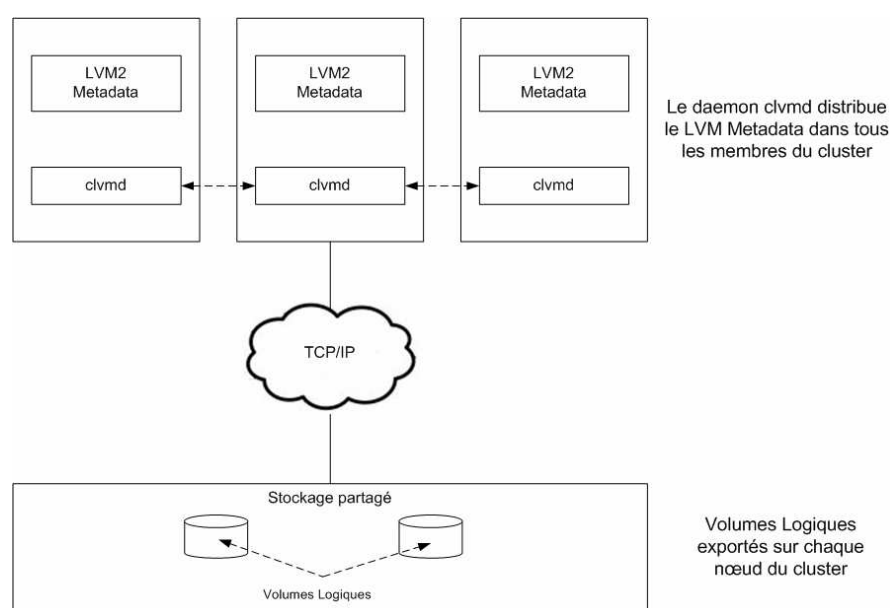 LVM2
Metadata
LVM2
Metadata
LVM2
Metadata
Le daemon clvmd distribue
le LVM Metadata dans tous
les membres du cluster
clvmd
clvmd
clvmd
TCP/IP
Stockage partagé
Volumes Logiques
Volumes Logiques
exportés sur chaque
nœud du cluster